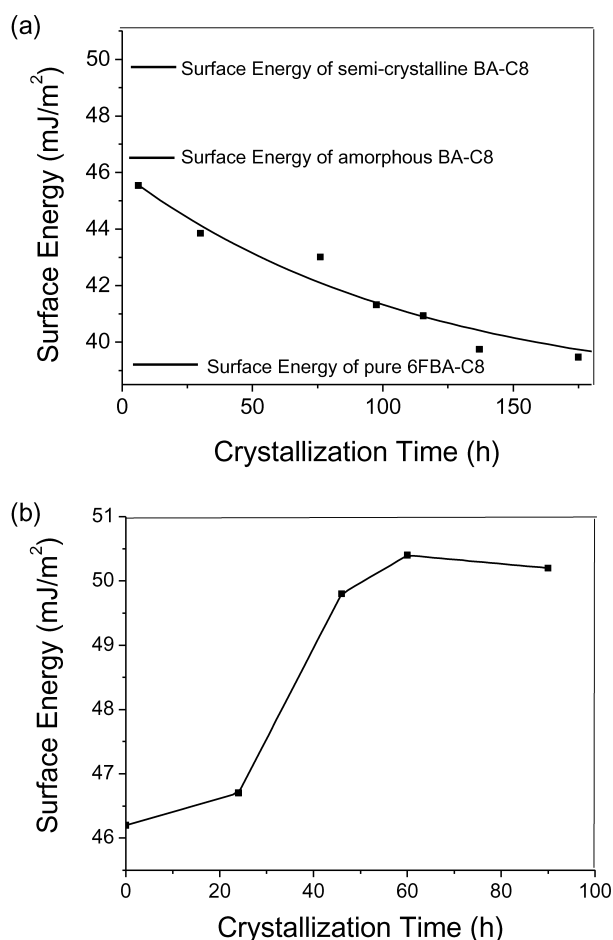 (a)
50
48
46
44
42
40
Surface Energy (mJ/m²)
Surface Energy of semi-crystalline BA-C8
Surface Energy of amorphous BA-C8
Surface Energy of pure 6FBA-C8
0
50
100
150
Crystallization Time (h)
(b)
51
50
49
48
47
46
Surface Energy (mJ/m²)
0
20
40
60
80
100
Crystallization Time (h)